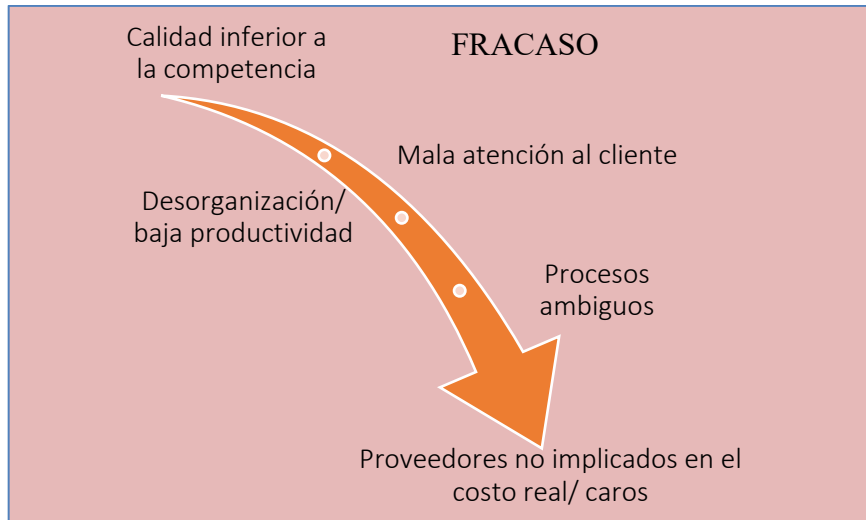 Calidad inferior a
la competencia
FRACASO
Mala atención al cliente
Desorganización/
baja productividad
Procesos
ambiguos
Proveedores no implicados en el
costo real/ caros